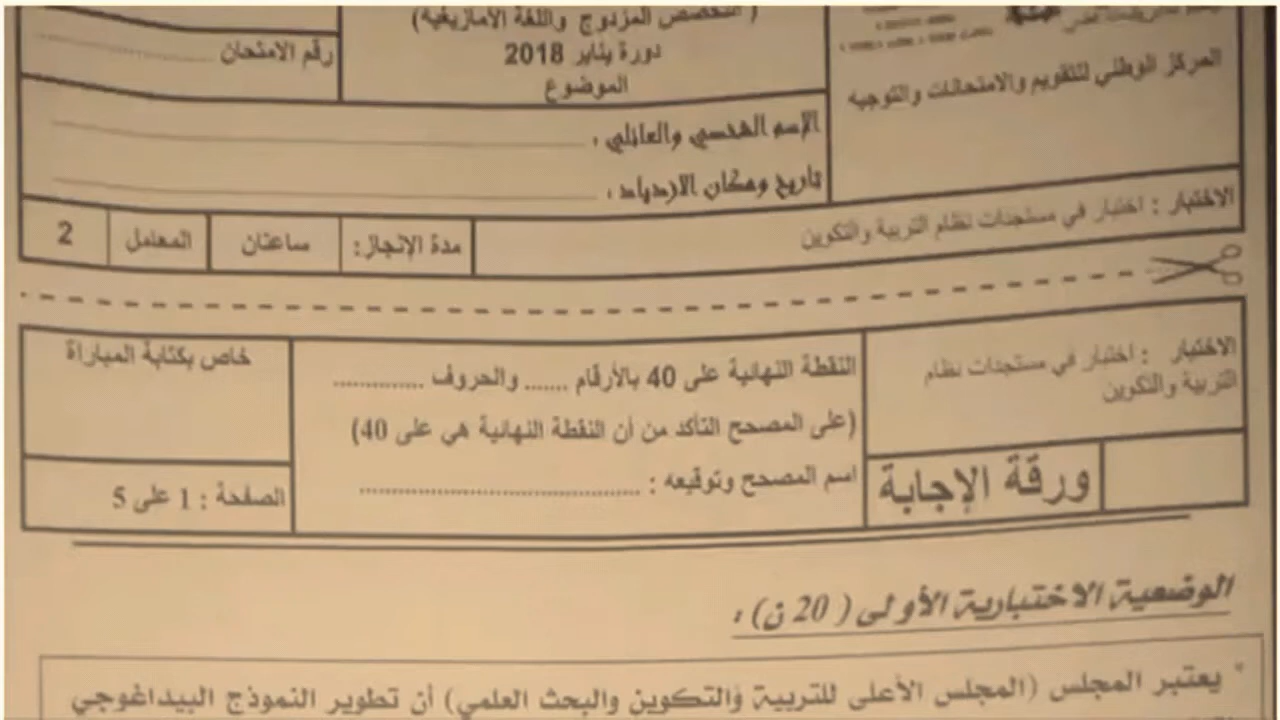 (التخصص المزدوج واللغة الأمازيغية)
دورة يناير 2018
الموضوع
رقم الامتحان
المركز الوطني للتقويم والامتحانات والتوجيه
الإسم الشخصي والعائلي :
تاريخ ومكان الازدياد :
الاختبار : اختبار في مستجدات نظام التربية والتكوين
مدة الإنجاز: ساعتان المعامل 2
الاختبار : اختبار في مستجدات نظام
التربية والتكوين
ورقة الإجابة
النقطة النهائية على 40 بالأرقام ...... والحروف .............
(على المصحح التأكد من أن النقطة النهائية هي على 40)
اسم المصحح وتوقيعه : ........................................
خاص بكتابة المباراة
الصفحة : 1 على 5
الوضعية الاختبارية الأولى ( 20 ن) :
* يعتبر المجلس (المجلس الأعلى للتربية والتكوين والبحث العلمي) أن تطوير النموذج البيداغوجي